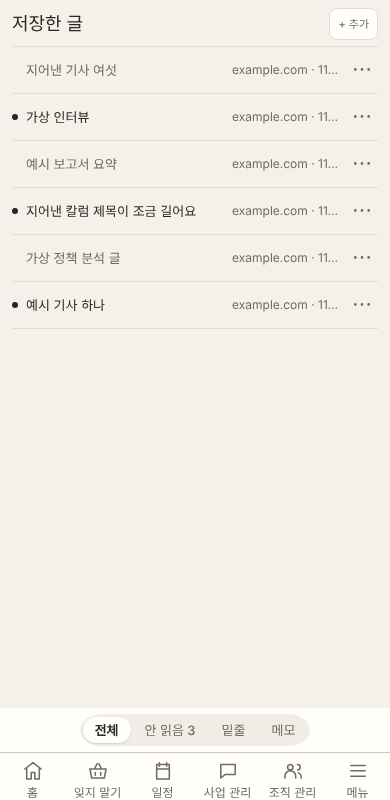 저장한 글
+ 추가
지어낸 기사 여섯 example.com · 11... ···
가상 인터뷰 example.com · 11... ···
예시 보고서 요약 example.com · 11... ···
지어낸 칼럼 제목이 조금 길어요 example.com · 11... ···
가상 정책 분석 글 example.com · 11... ···
예시 기사 하나 example.com · 11... ···
전체 안 읽음 3 밑줄 메모
홈 잊지 말기 일정 사업 관리 조직 관리 메뉴